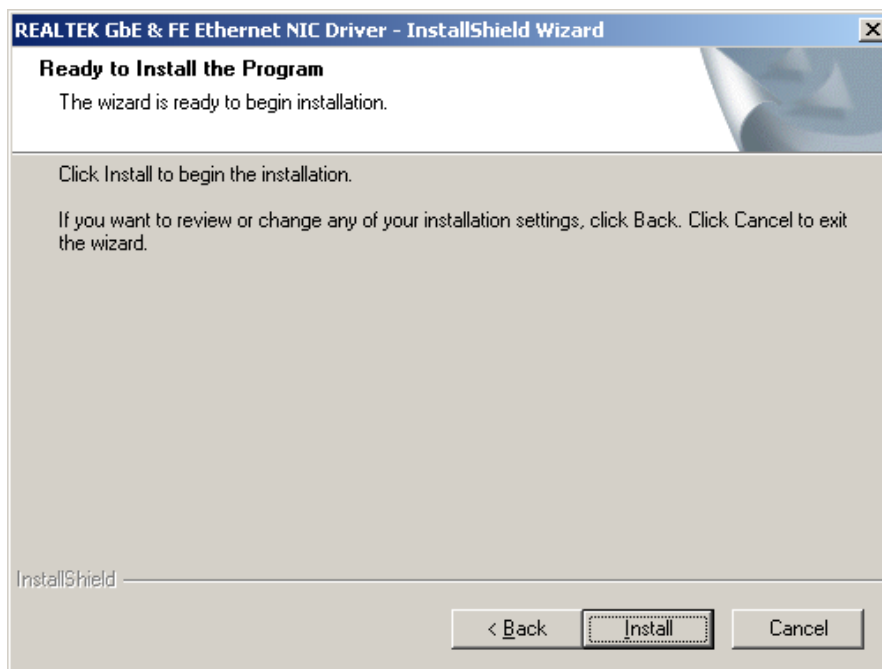 REALTEK GbE & FE Ethernet NIC Driver - InstallShield Wizard
Ready to Install the Program
The wizard is ready to begin installation.
Click Install to begin the installation.
If you want to review or change any of your installation settings, click Back. Click Cancel to exit
the wizard.
InstallShield
< Back
Install
Cancel